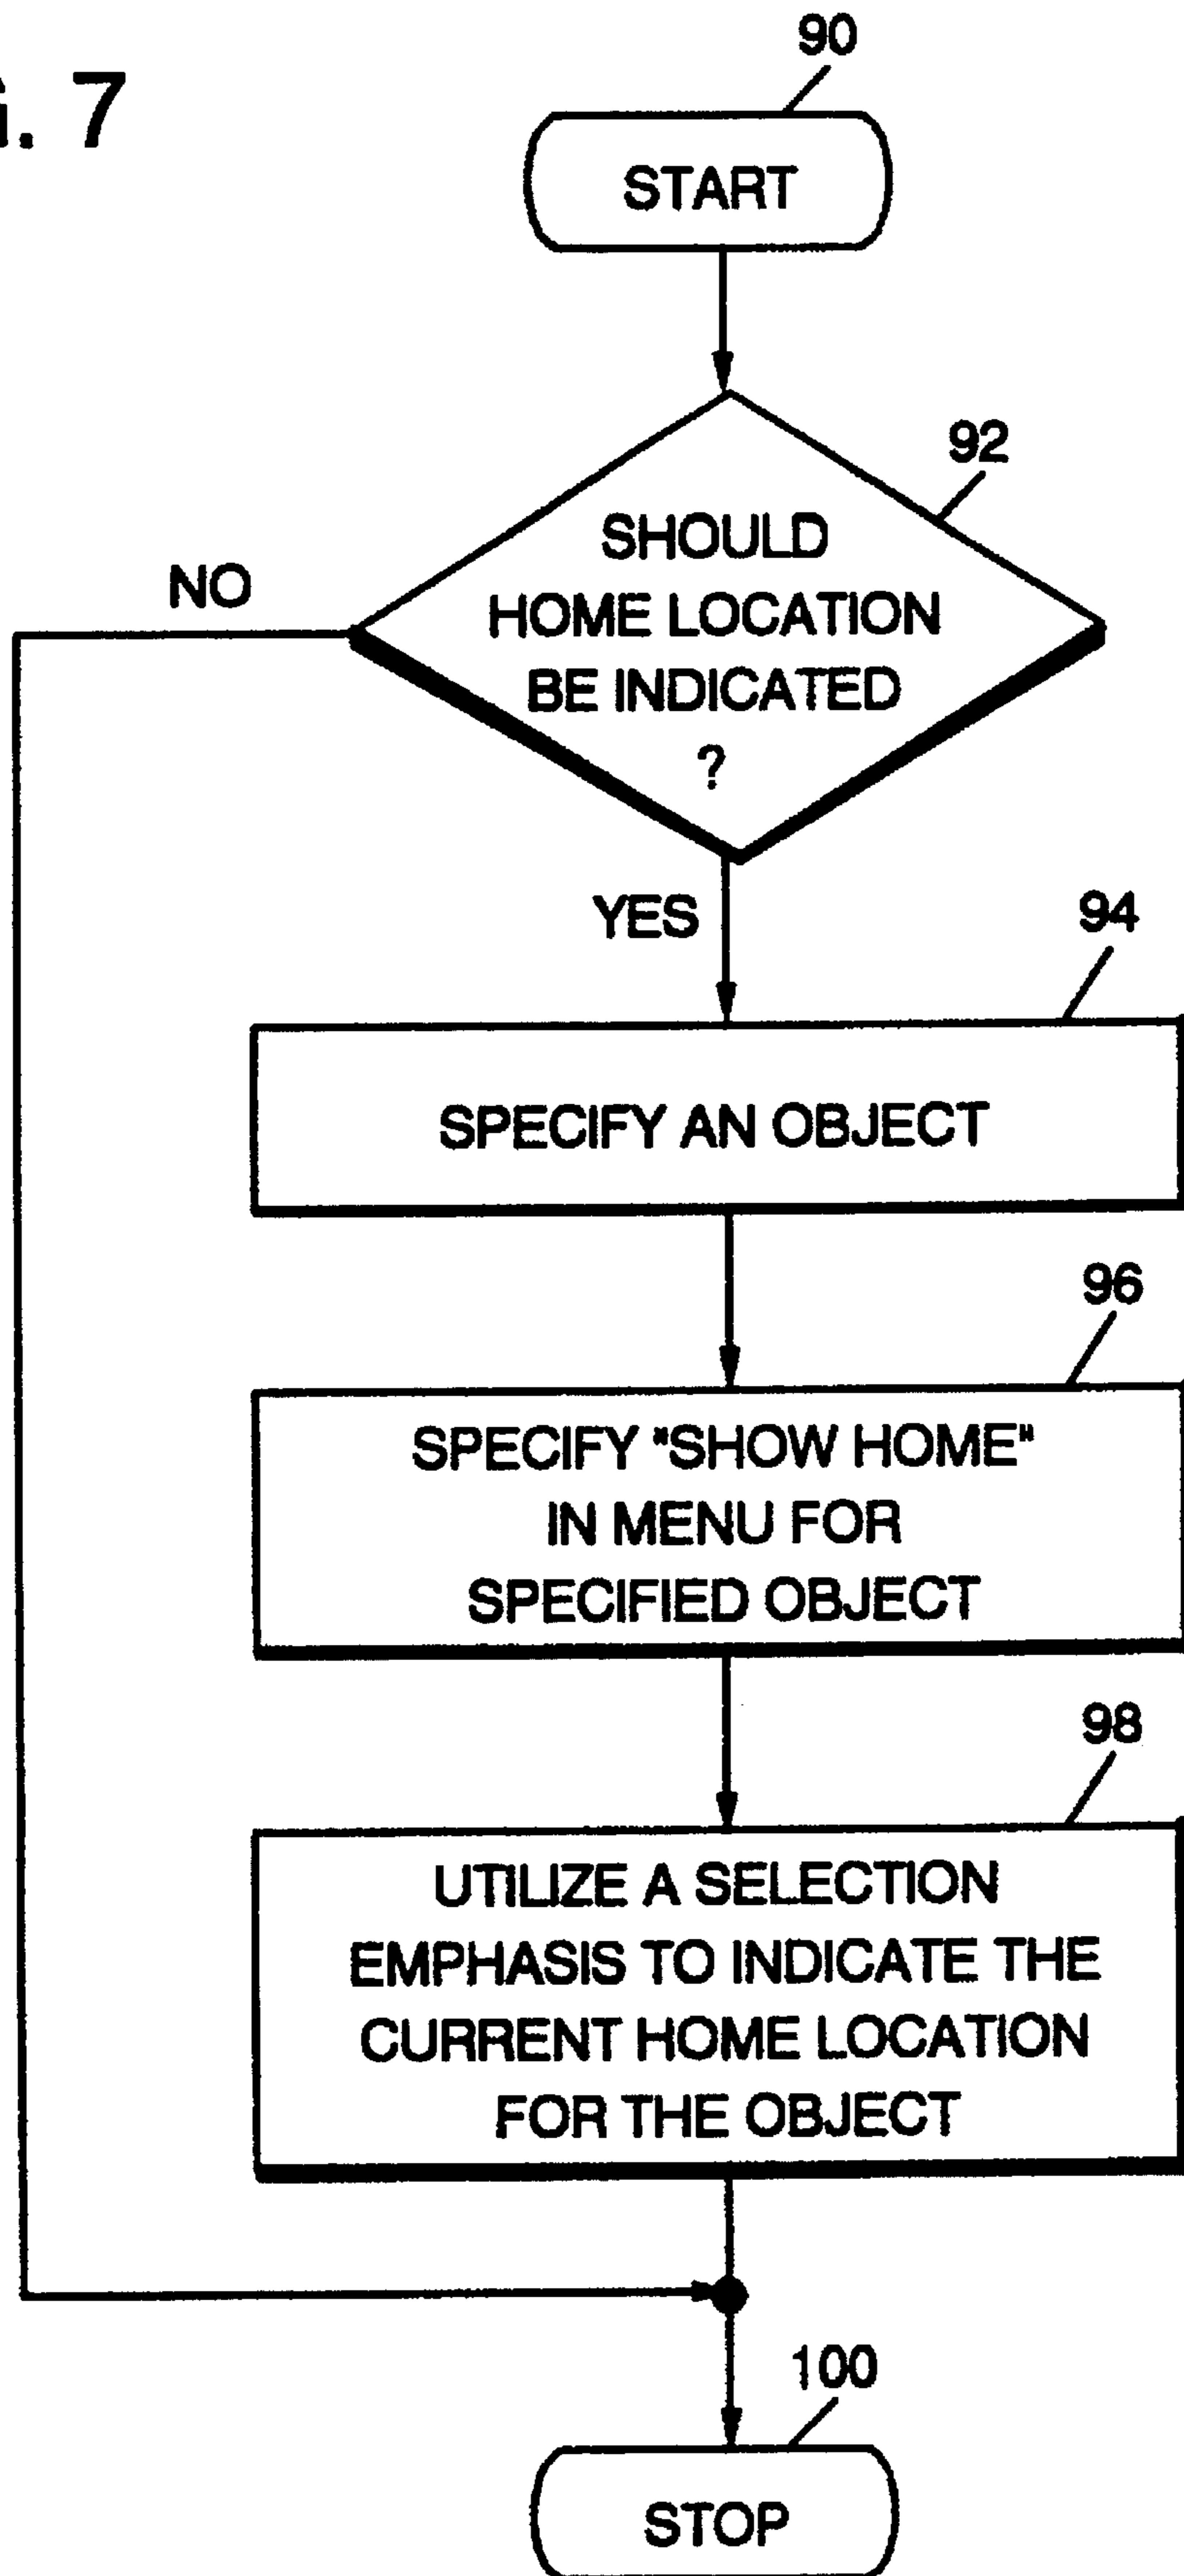 G. 7
90
START
92
SHOULD
HOME LOCATION
BE INDICATED
?
NO
YES
94
SPECIFY AN OBJECT
96
SPECIFY "SHOW HOME"
IN MENU FOR
SPECIFIED OBJECT
98
UTILIZE A SELECTION
EMPHASIS TO INDICATE THE
CURRENT HOME LOCATION
FOR THE OBJECT
100
STOP